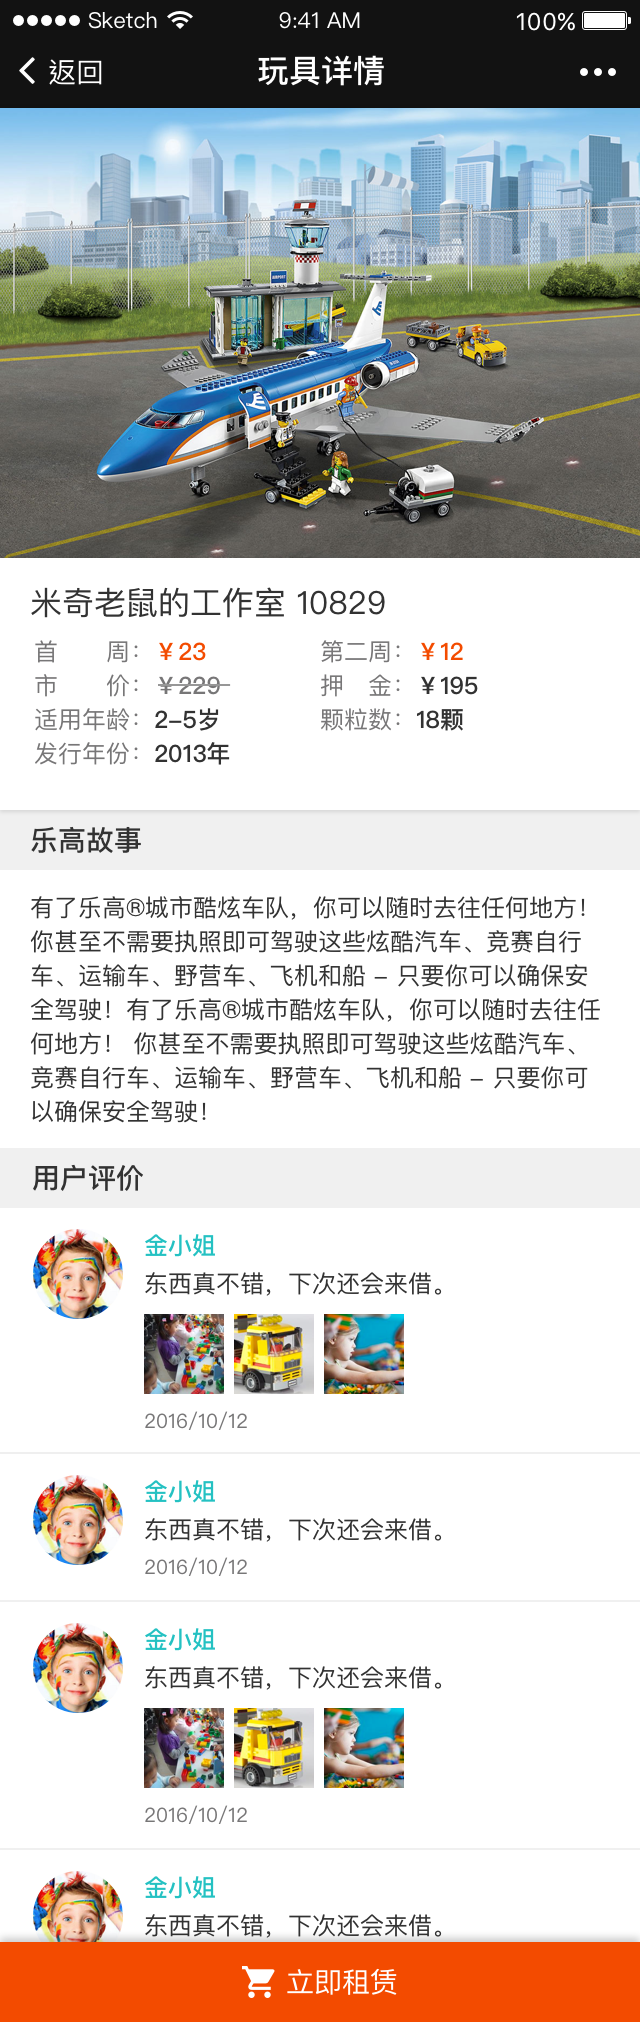 Sketch 9:41 AM 100%
返回 玩具详情
AIRPORT
米奇老鼠的工作室 10829
首 周: ¥23 第二周: ¥12
市 价: ¥229 押 金: ¥195
适用年龄: 2-5岁 颗粒数: 18颗
发行年份: 2013年
乐高故事
有了乐高®城市酷炫车队，你可以随时去往任何地方！
你甚至不需要执照即可驾驶这些炫酷汽车、竞赛自行
车、运输车、野营车、飞机和船 – 只要你可以确保安
全驾驶！有了乐高®城市酷炫车队，你可以随时去往任
何地方！ 你甚至不需要执照即可驾驶这些炫酷汽车、
竞赛自行车、运输车、野营车、飞机和船 – 只要你可
以确保安全驾驶！
用户评价
金小姐
东西真不错，下次还会来借。
2016/10/12
金小姐
东西真不错，下次还会来借。
2016/10/12
金小姐
东西真不错，下次还会来借。
2016/10/12
金小姐
东西真不错，下次还会来借。
立即租赁